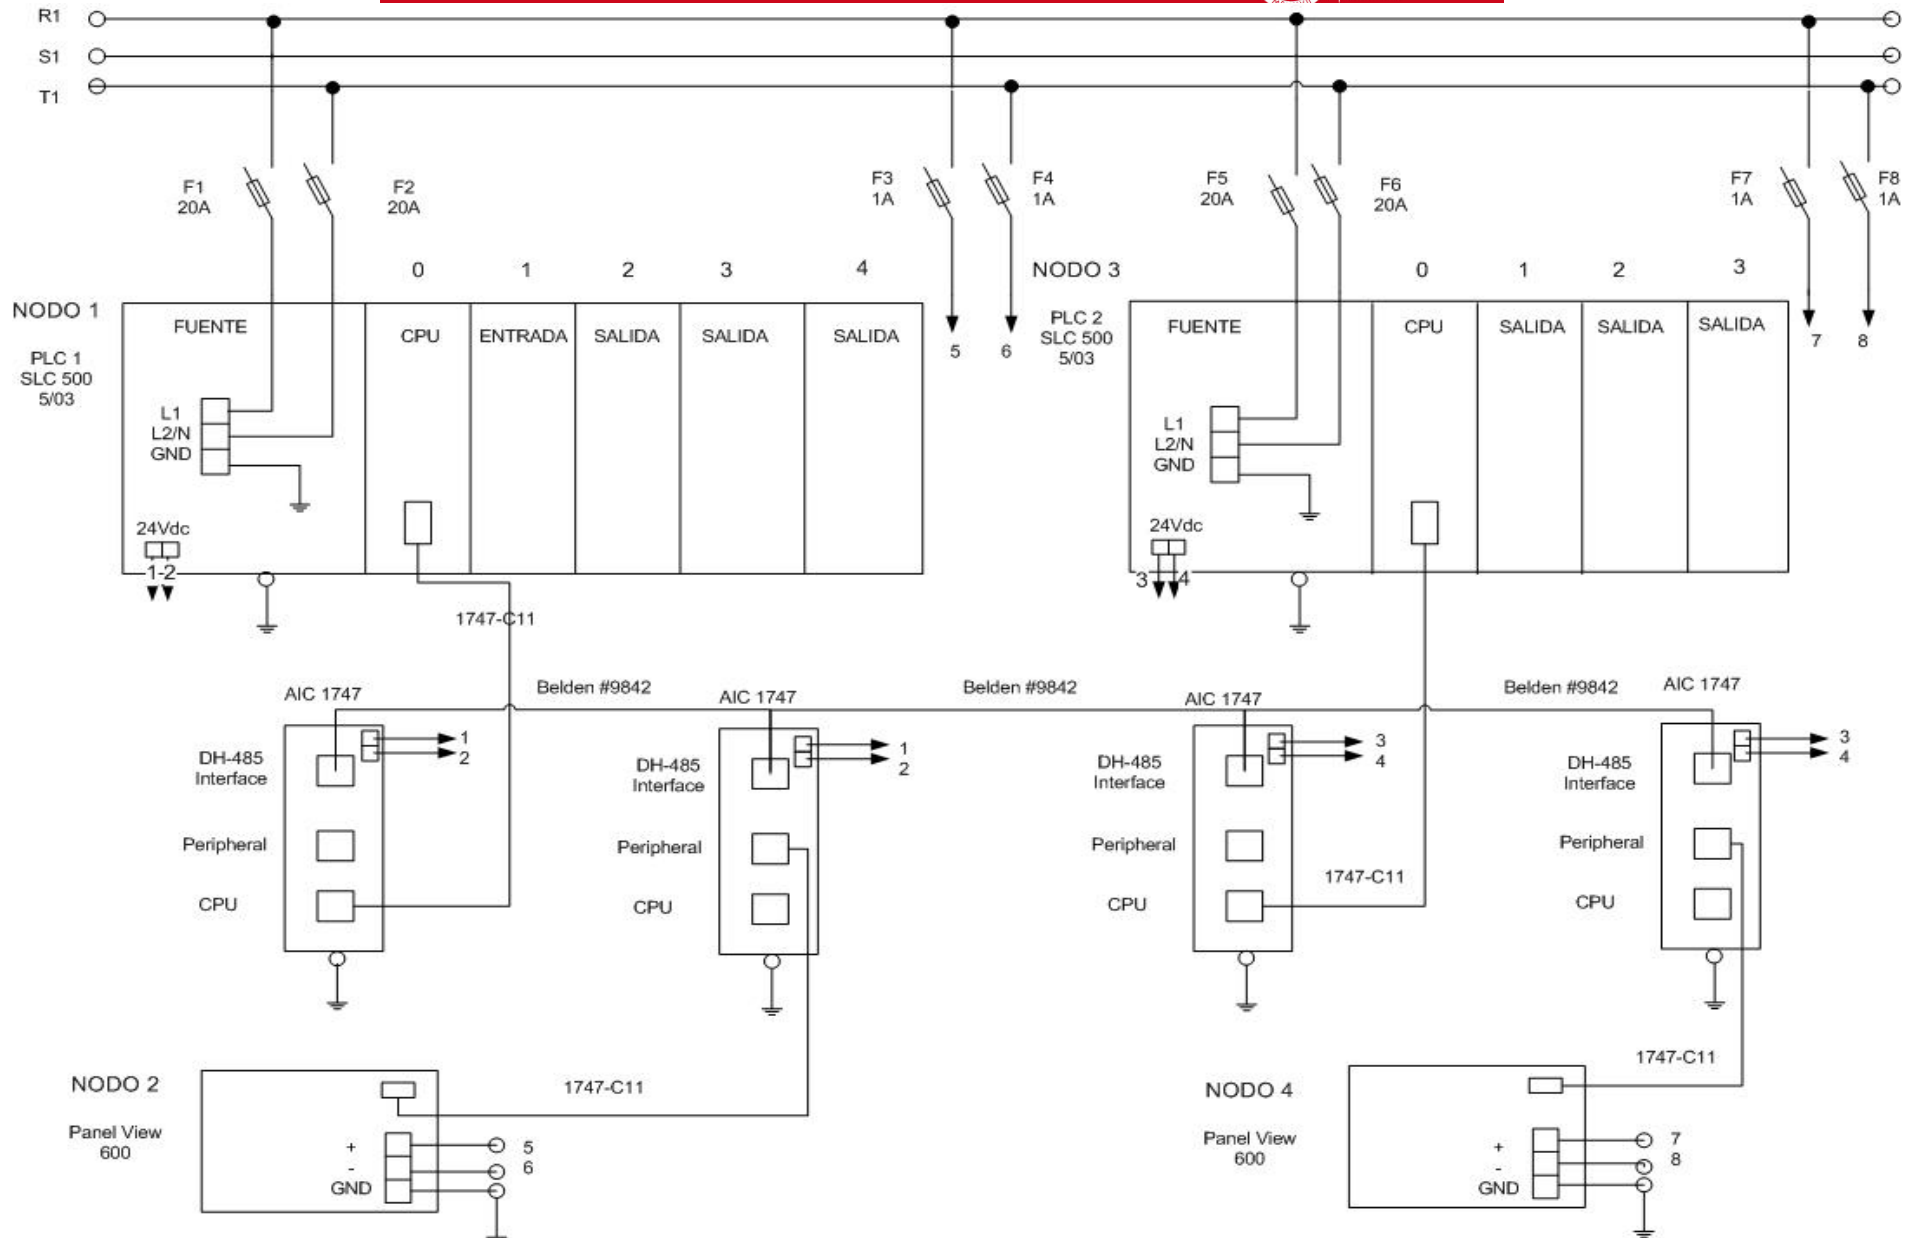 R1
S1
T1
F1
20A
F2
20A
F3
1A
F4
1A
F5
20A
F6
20A
F7
1A
F8
1A
0
1
2
3
4
NODO 3
0
1
2
3
NODO 1
PLC 1
SLC 500
5/03
FUENTE
CPU
ENTRADA
SALIDA
SALIDA
SALIDA
5
6
PLC 2
SLC 500
5/03
FUENTE
CPU
SALIDA
SALIDA
SALIDA
7
8
L1
L2/N
GND
L1
L2/N
GND
24Vdc
1-2
24Vdc
3
4
1747-C11
AIC 1747
Belden #9842
AIC 1747
Belden #9842
AIC 1747
Belden #9842
AIC 1747
DH-485
Interface
1
2
Peripheral
CPU
DH-485
Interface
1
2
Peripheral
CPU
DH-485
Interface
3
4
Peripheral
CPU
1747-C11
DH-485
Interface
3
4
Peripheral
CPU
NODO 2
Panel View
600
1747-C11
+
-
GND
5
6
NODO 4
Panel View
600
1747-C11
+
-
GND
7
8